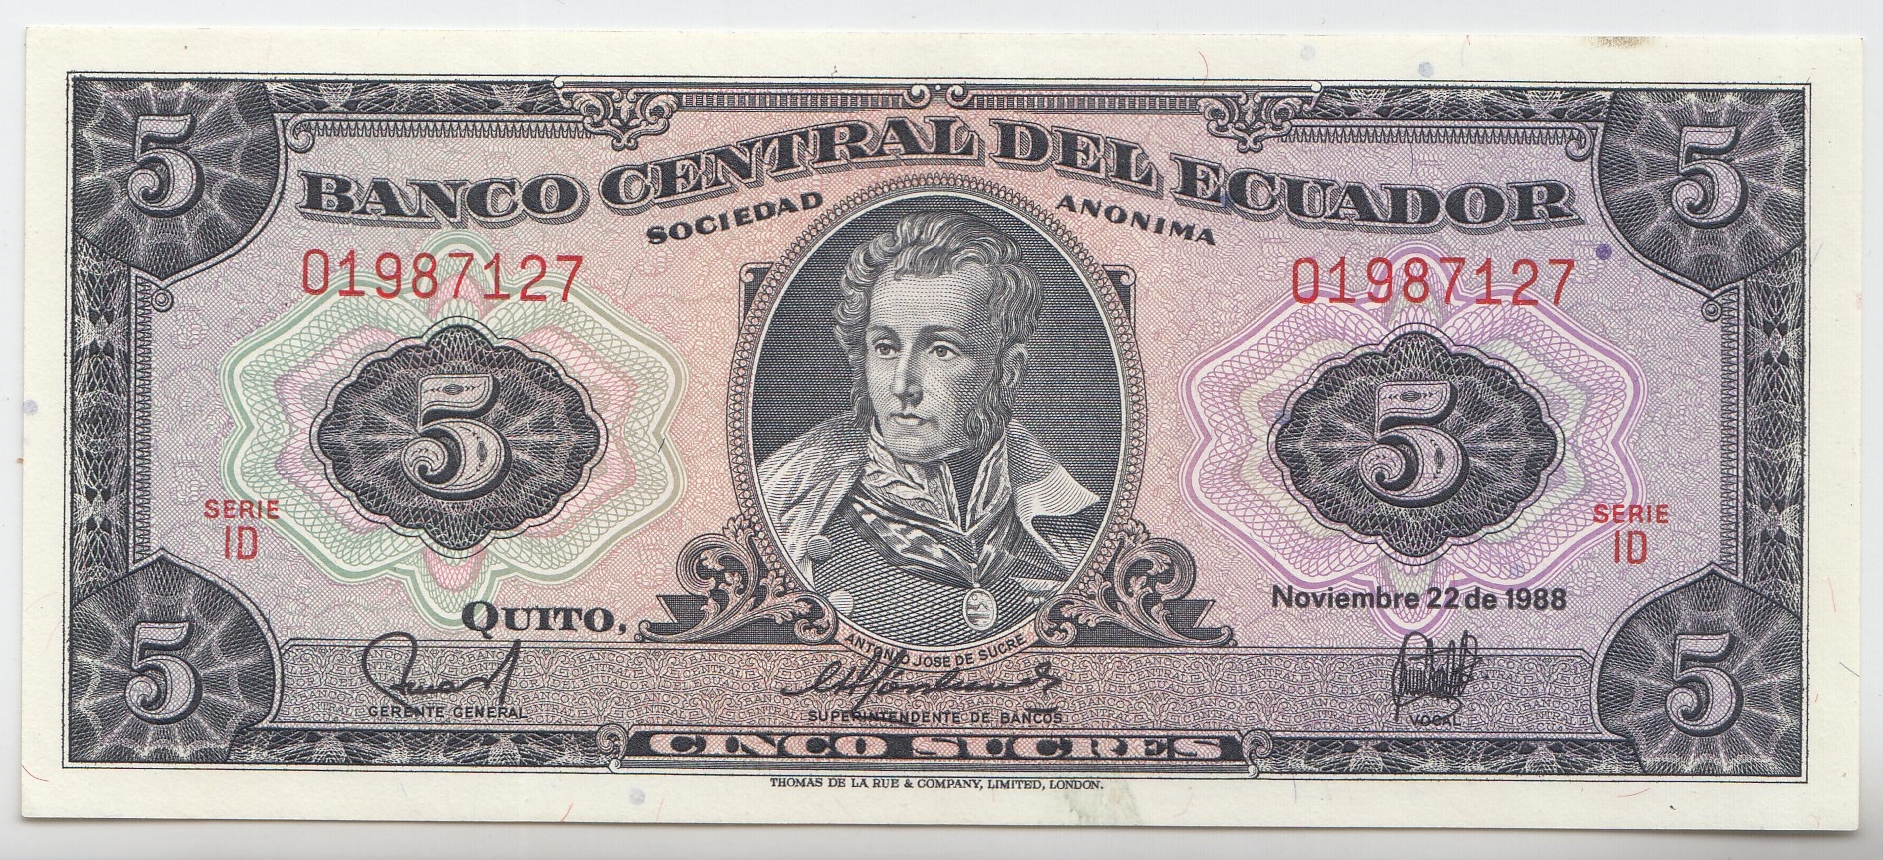 5 5
BANCO CENTRAL DEL ECUADOR
SOCIEDAD ANONIMA
01987127 01987127
5 5
SERIE SERIE
ID ID
QUITO, Noviembre 22 de 1988
ANTONIO JOSE DE SUCRE
5 5
GERENTE GENERAL SUPERINTENDENTE DE BANCOS VOCAL
CINCO SUCRES
THOMAS DE LA RUE & COMPANY, LIMITED, LONDON.